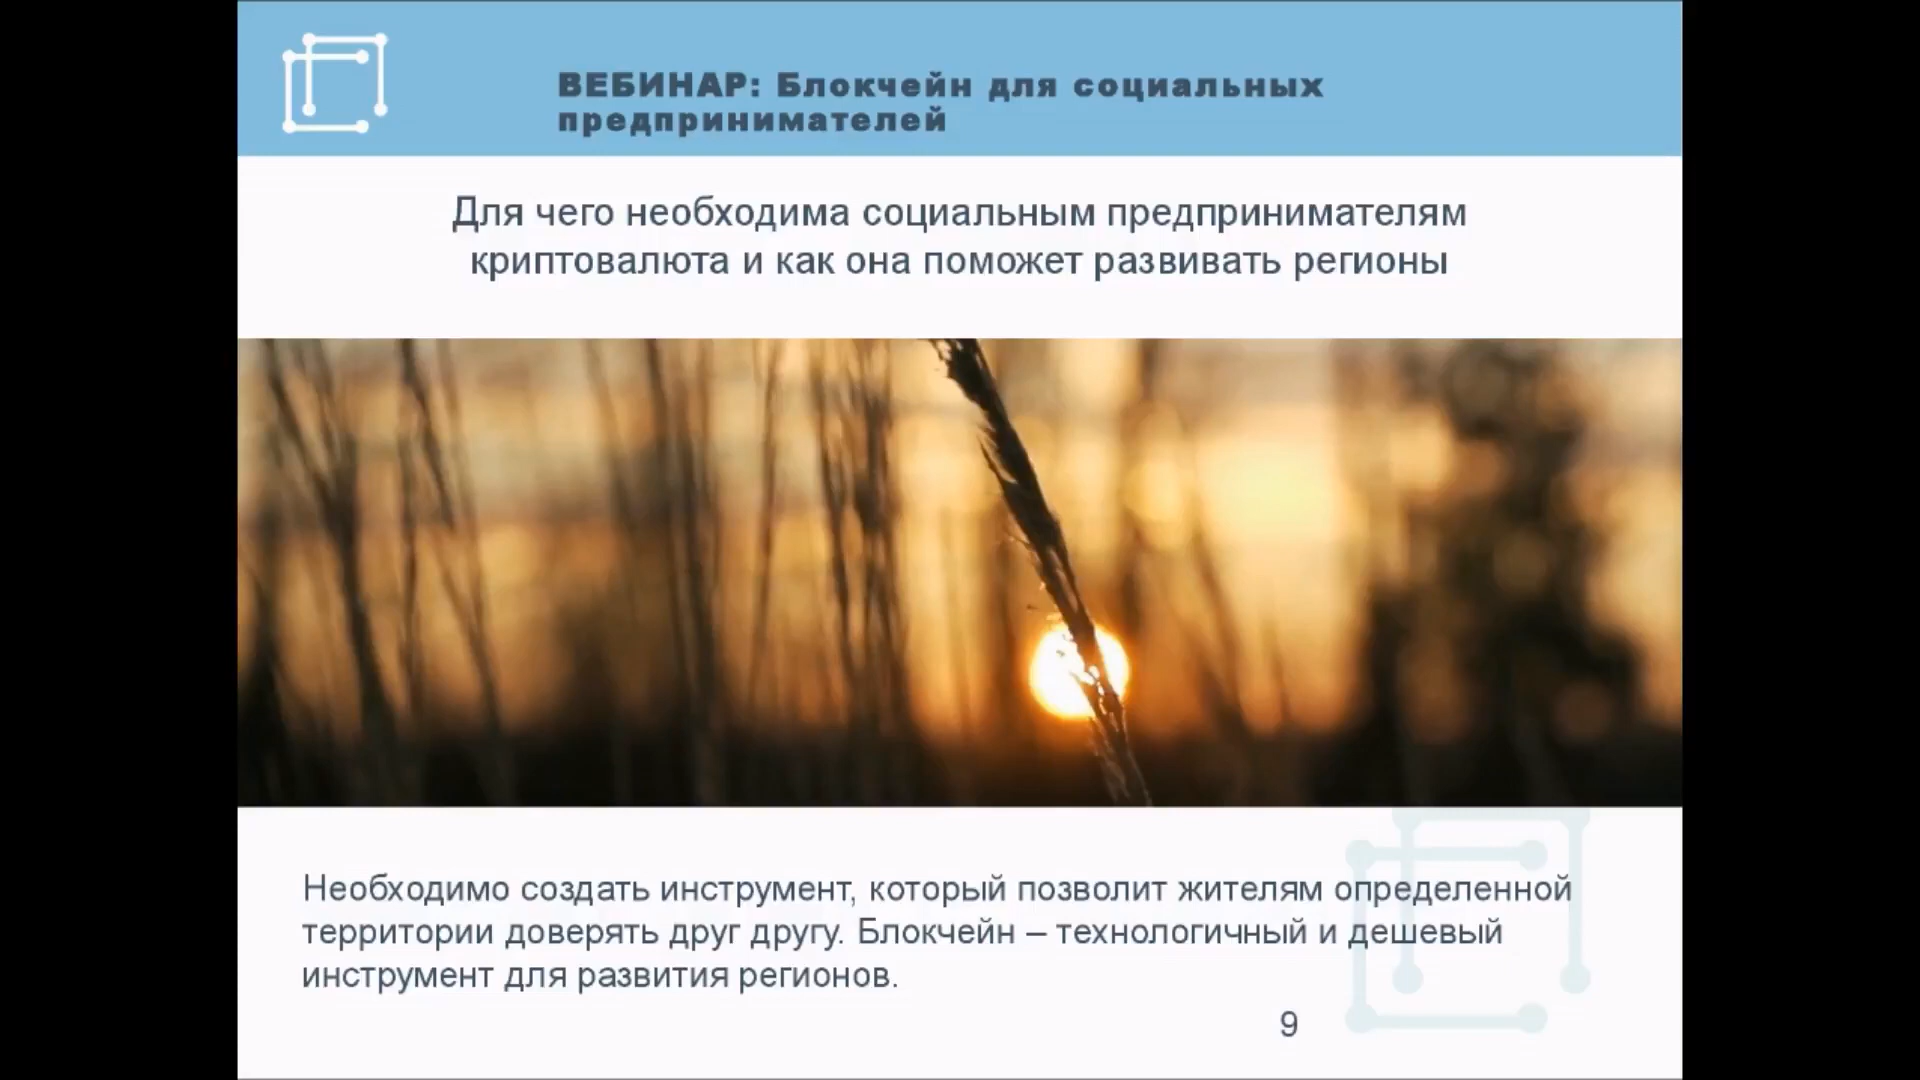 ВЕБИНАР: Блокчейн для социальных
предпринимателей
Для чего необходима социальным предпринимателям
криптовалюта и как она поможет развивать регионы
Необходимо создать инструмент, который позволит жителям определенной
территории доверять друг другу. Блокчейн – технологичный и дешевый
инструмент для развития регионов.
9